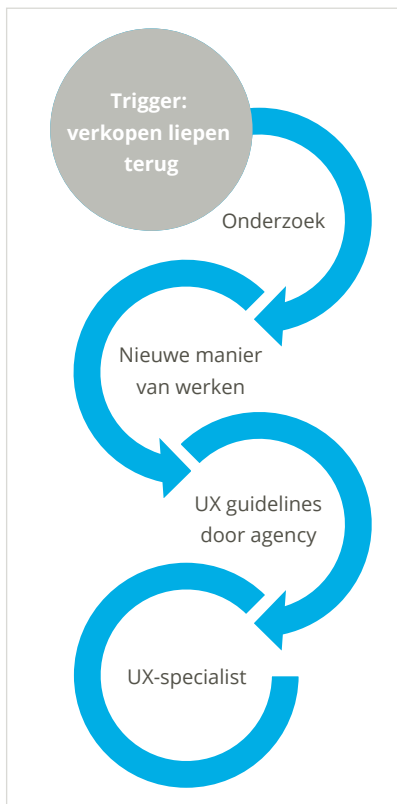 Trigger:
verkopen liepen
terug
Onderzoek
Nieuwe manier
van werken
UX guidelines
door agency
UX-specialist